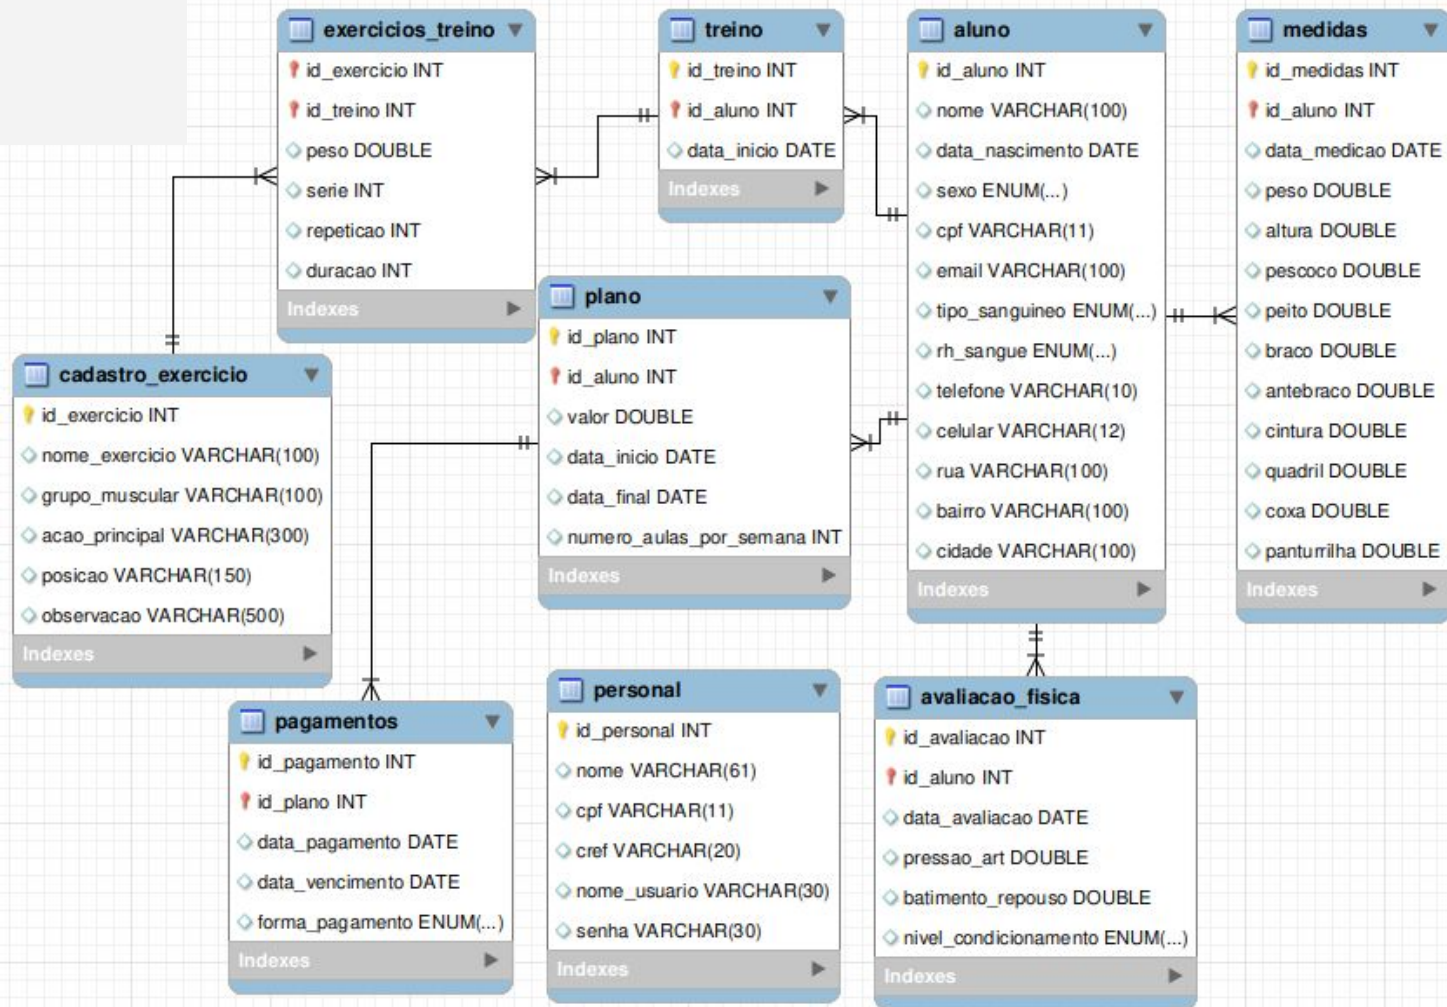 exercicios_treino
id_exercicio INT
id_treino INT
peso DOUBLE
serie INT
repeticao INT
duracao INT
Indexes
treino
id_treino INT
id_aluno INT
data_inicio DATE
Indexes
aluno
id_aluno INT
nome VARCHAR(100)
data_nascimento DATE
sexo ENUM(...)
cpf VARCHAR(11)
email VARCHAR(100)
tipo_sanguineo ENUM(...)
rh_sangue ENUM(...)
telefone VARCHAR(10)
celular VARCHAR(12)
rua VARCHAR(100)
bairro VARCHAR(100)
cidade VARCHAR(100)
Indexes
medidas
id_medidas INT
id_aluno INT
data_medicao DATE
peso DOUBLE
altura DOUBLE
pescoco DOUBLE
peito DOUBLE
braco DOUBLE
antebraco DOUBLE
cintura DOUBLE
quadril DOUBLE
coxa DOUBLE
panturrilha DOUBLE
Indexes
plano
id_plano INT
id_aluno INT
valor DOUBLE
data_inicio DATE
data_final DATE
numero_aulas_por_semana INT
Indexes
cadastro_exercicio
id_exercicio INT
nome_exercicio VARCHAR(100)
grupo_muscular VARCHAR(100)
acao_principal VARCHAR(300)
posicao VARCHAR(150)
observacao VARCHAR(500)
Indexes
pagamentos
id_pagamento INT
id_plano INT
data_pagamento DATE
data_vencimento DATE
forma_pagamento ENUM(...)
Indexes
personal
id_personal INT
nome VARCHAR(61)
cpf VARCHAR(11)
cref VARCHAR(20)
nome_usuario VARCHAR(30)
senha VARCHAR(30)
Indexes
avaliacao_fisica
id_avaliacao INT
id_aluno INT
data_avaliacao DATE
pressao_art DOUBLE
batimento_repouso DOUBLE
nivel_condicionamento ENUM(...)
Indexes